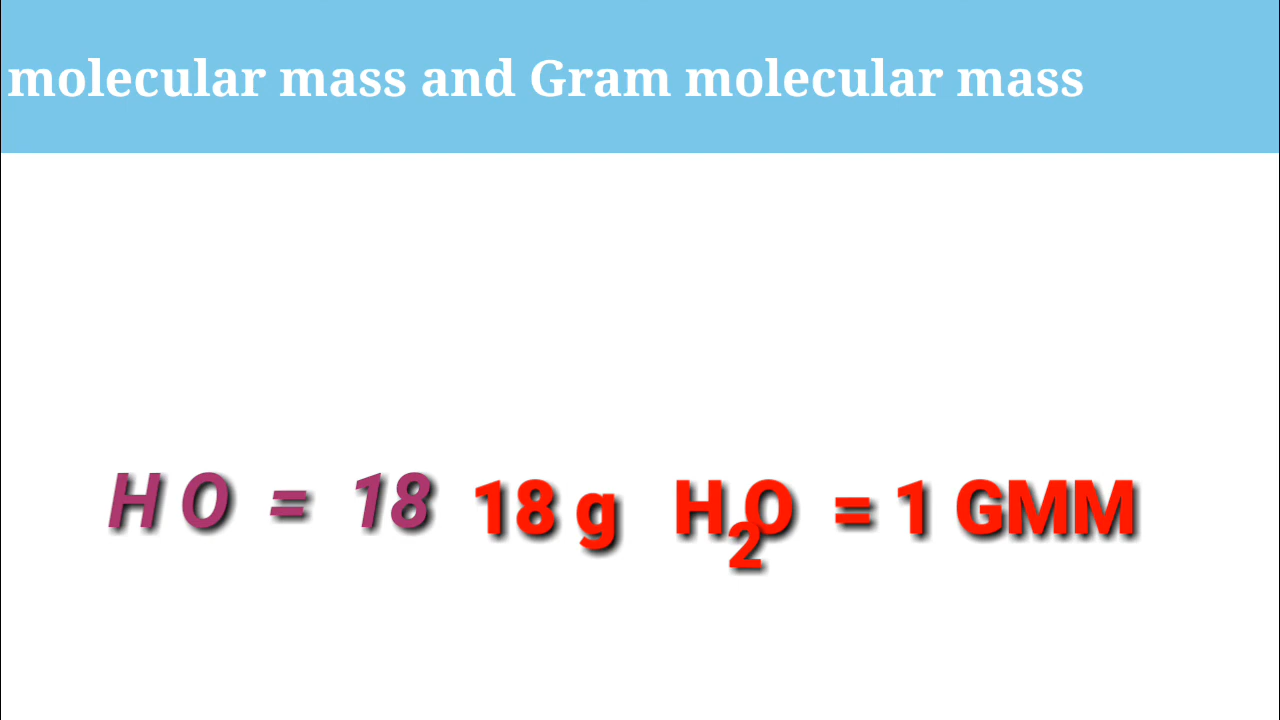 molecular mass and Gram molecular mass
H O = 18 18 g H₂O = 1 GMM